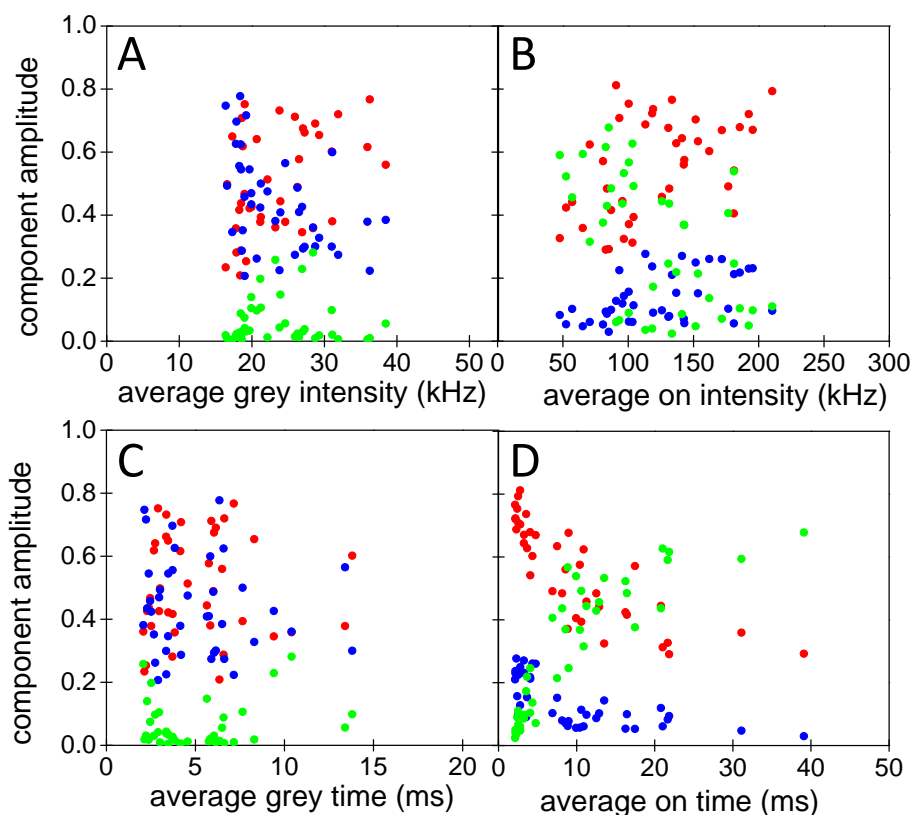 A
B
component amplitude
1.0
0.8
0.6
0.4
0.2
0.0
0 10 20 30 40 50
50 100 150 200 250 300
average grey intensity (kHz)
average on intensity (kHz)
C
D
component amplitude
1.0
0.8
0.6
0.4
0.2
0.0
0 5 10 15 20
0 10 20 30 40 50
average grey time (ms)
average on time (ms)